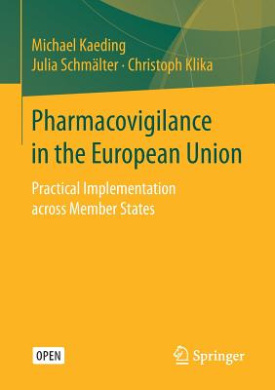 Michael Kaeding
Julia Schmälter · Christoph Klika
Pharmacovigilance
in the European Union
Practical Implementation
across Member States
OPEN
Springer